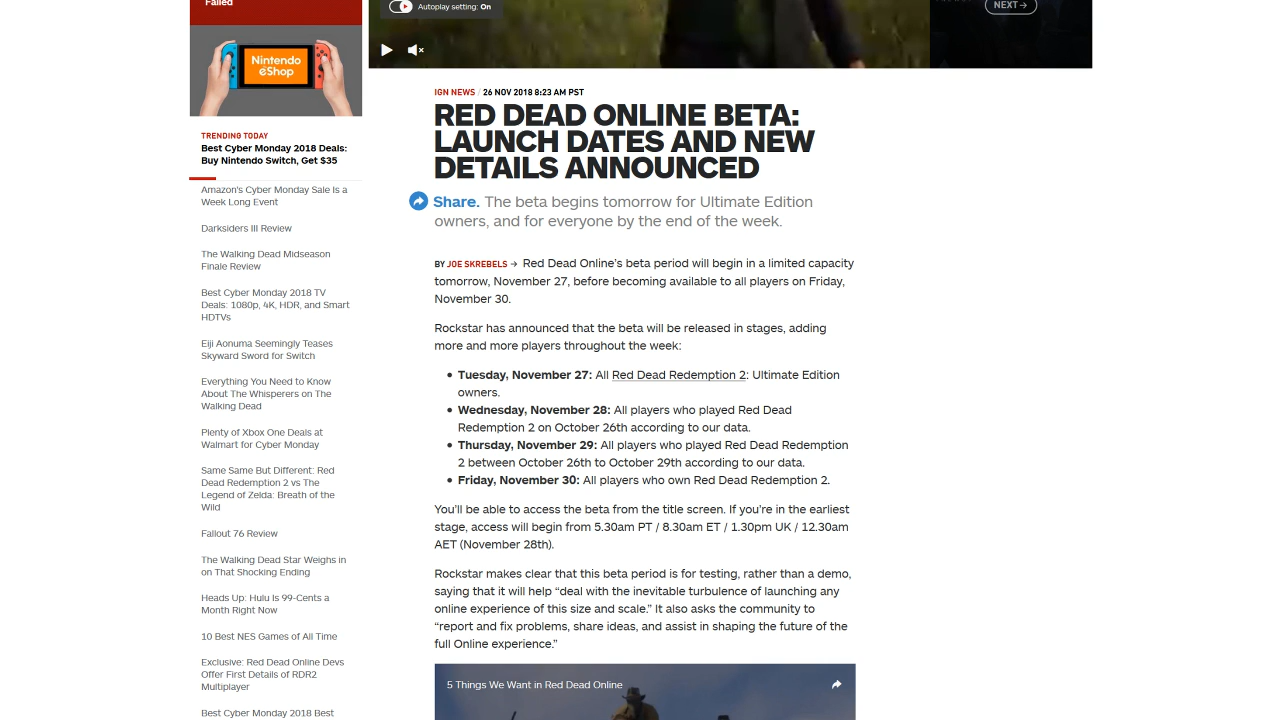 Failed
Autoplay setting: On
NEXT→
Nintendo
eShop
TRENDING TODAY
Best Cyber Monday 2018 Deals:
Buy Nintendo Switch, Get $35
Amazon's Cyber Monday Sale Is a
Week Long Event
Darksiders III Review
The Walking Dead Midseason
Finale Review
Best Cyber Monday 2018 TV
Deals: 1080p, 4K, HDR, and Smart
HDTVs
Eiji Aonuma Seemingly Teases
Skyward Sword for Switch
Everything You Need to Know
About The Whisperers on The
Walking Dead
Plenty of Xbox One Deals at
Walmart for Cyber Monday
Same Same But Different: Red
Dead Redemption 2 vs The
Legend of Zelda: Breath of the
Wild
Fallout 76 Review
The Walking Dead Star Weighs in
on That Shocking Ending
Heads Up: Hulu Is 99-Cents a
Month Right Now
10 Best NES Games of All Time
Exclusive: Red Dead Online Devs
Offer First Details of RDR2
Multiplayer
Best Cyber Monday 2018 Best
IGN NEWS / 26 NOV 2018 8:23 AM PST
RED DEAD ONLINE BETA:
LAUNCH DATES AND NEW
DETAILS ANNOUNCED
Share. The beta begins tomorrow for Ultimate Edition
owners, and for everyone by the end of the week.
BY JOE SKREBELS → Red Dead Online's beta period will begin in a limited capacity
tomorrow, November 27, before becoming available to all players on Friday,
November 30.
Rockstar has announced that the beta will be released in stages, adding
more and more players throughout the week:
• Tuesday, November 27: All Red Dead Redemption 2: Ultimate Edition
owners.
• Wednesday, November 28: All players who played Red Dead
Redemption 2 on October 26th according to our data.
• Thursday, November 29: All players who played Red Dead Redemption
2 between October 26th to October 29th according to our data.
• Friday, November 30: All players who own Red Dead Redemption 2.
You'll be able to access the beta from the title screen. If you're in the earliest
stage, access will begin from 5.30am PT / 8.30am ET / 1.30pm UK / 12.30am
AET (November 28th).
Rockstar makes clear that this beta period is for testing, rather than a demo,
saying that it will help “deal with the inevitable turbulence of launching any
online experience of this size and scale.” It also asks the community to
“report and fix problems, share ideas, and assist in shaping the future of the
full Online experience.”
5 Things We Want in Red Dead Online